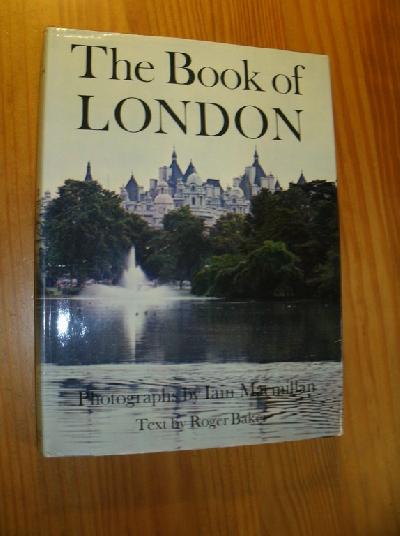 The Book of
LONDON
Photographs by Iain Macmillan
Text by Roger Baker